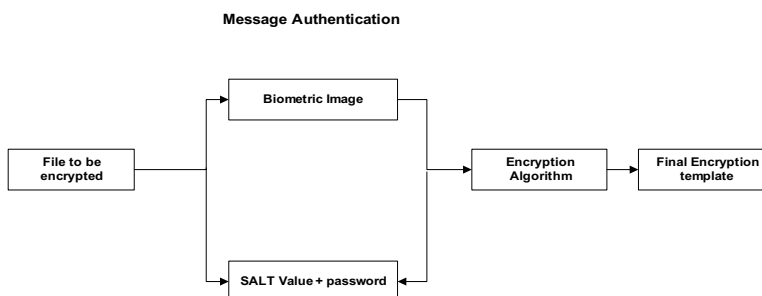 Message Authentication
Biometric Image
File to be
encrypted
Encryption
Algorithm
Final Encryption
template
SALT Value + password